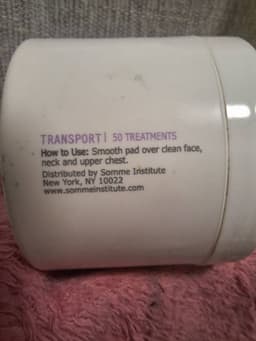 TRANSPORT| 50 TREATMENTS
How to Use: Smooth pad over clean face,
neck and upper chest.
Distributed by Somme Institute
New York, NY 10022
www.sommeinstitute.com